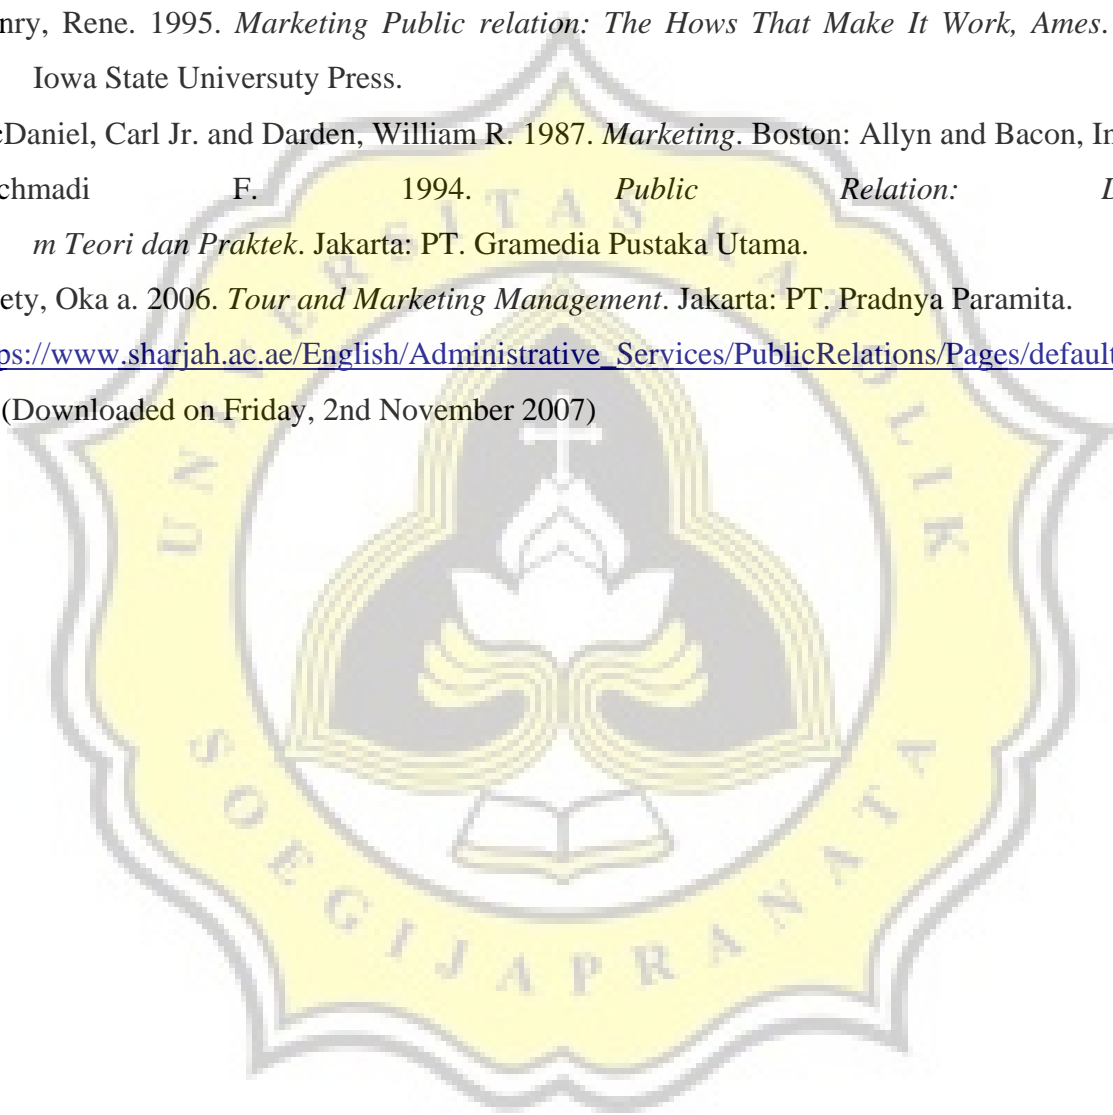 nry, Rene. 1995. Marketing Public relation: The Hows That Make It Work, Ames.
Iowa State Universuty Press.
cDaniel, Carl Jr. and Darden, William R. 1987. Marketing. Boston: Allyn and Bacon, In
chmadi F. 1994. Public Relation: D
m Teori dan Praktek. Jakarta: PT. Gramedia Pustaka Utama.
ety, Oka a. 2006. Tour and Marketing Management. Jakarta: PT. Pradnya Paramita.
ps://www.sharjah.ac.ae/English/Administrative_Services/PublicRelations/Pages/default
(Downloaded on Friday, 2nd November 2007)
UNIVERSITAS KATOLIK
SOEGIJAPRANATA